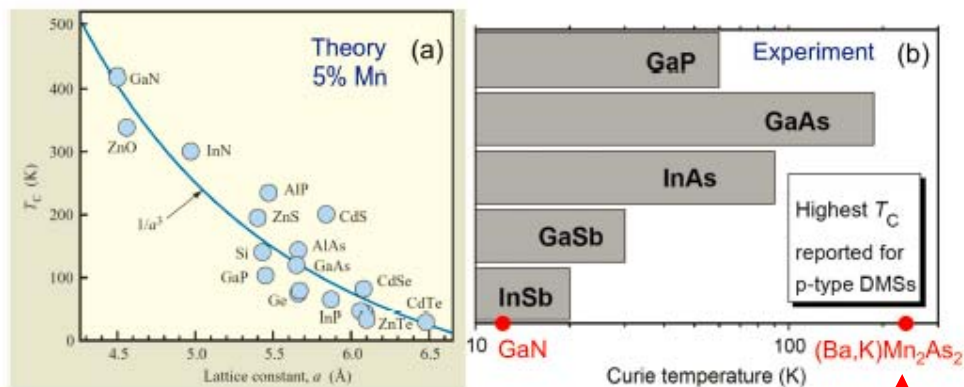 500
400
300
200
100
0
T_C (K)
4.5
5.0
5.5
6.0
6.5
Lattice constant, a (Å)
Theory
5% Mn
(a)
GaN
ZnO
InN
AlP
1/a³
ZnS
CdS
Si
AlAs
GaAs
GaP
CdSe
Ge
InP
CdTe
ZnTe
Experiment
(b)
GaP
GaAs
InAs
GaSb
InSb
Highest T_C
reported for
p-type DMSs
10
100
GaN
(Ba,K)Mn₂As₂
Curie temperature (K)